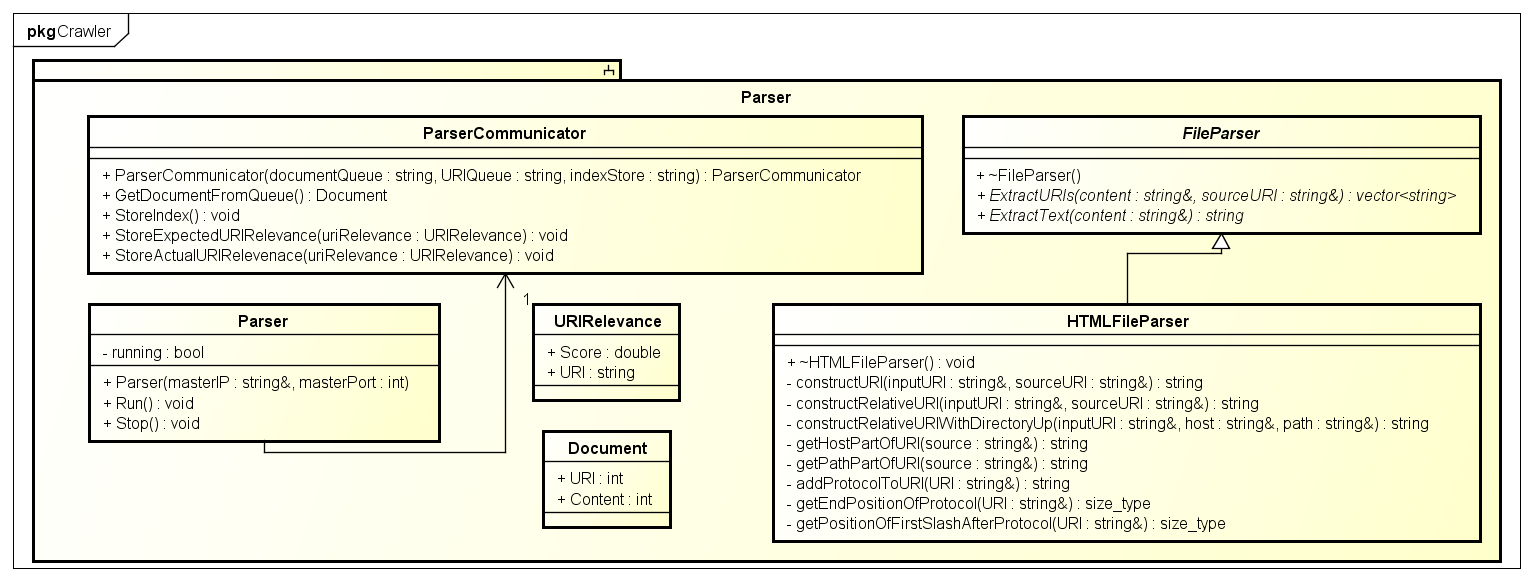 pkg Crawler
Parser
ParserCommunicator
+ ParserCommunicator(documentQueue : string, URIQueue : string, indexStore : string) : ParserCommunicator
+ GetDocumentFromQueue() : Document
+ StoreIndex() : void
+ StoreExpectedURIRelevance(uriRelevance : URIRelevance) : void
+ StoreActualURIRelevenace(uriRelevance : URIRelevance) : void
FileParser
+ ~FileParser()
+ ExtractURIs(content : string&, sourceURI : string&) : vector<string>
+ ExtractText(content : string&) : string
Parser
- running : bool
+ Parser(masterIP : string&, masterPort : int)
+ Run() : void
+ Stop() : void
1
URIRelevance
+ Score : double
+ URI : string
Document
+ URI : int
+ Content : int
HTMLFileParser
+ ~HTMLFileParser() : void
- constructURI(inputURI : string&, sourceURI : string&) : string
- constructRelativeURI(inputURI : string&, sourceURI : string&) : string
- constructRelativeURIWithDirectoryUp(inputURI : string&, host : string&, path : string&) : string
- getHostPartOfURI(source : string&) : string
- getPathPartOfURI(source : string&) : string
- addProtocolToURI(URI : string&) : string
- getEndPositionOfProtocol(URI : string&) : size_type
- getPositionOfFirstSlashAfterProtocol(URI : string&) : size_type